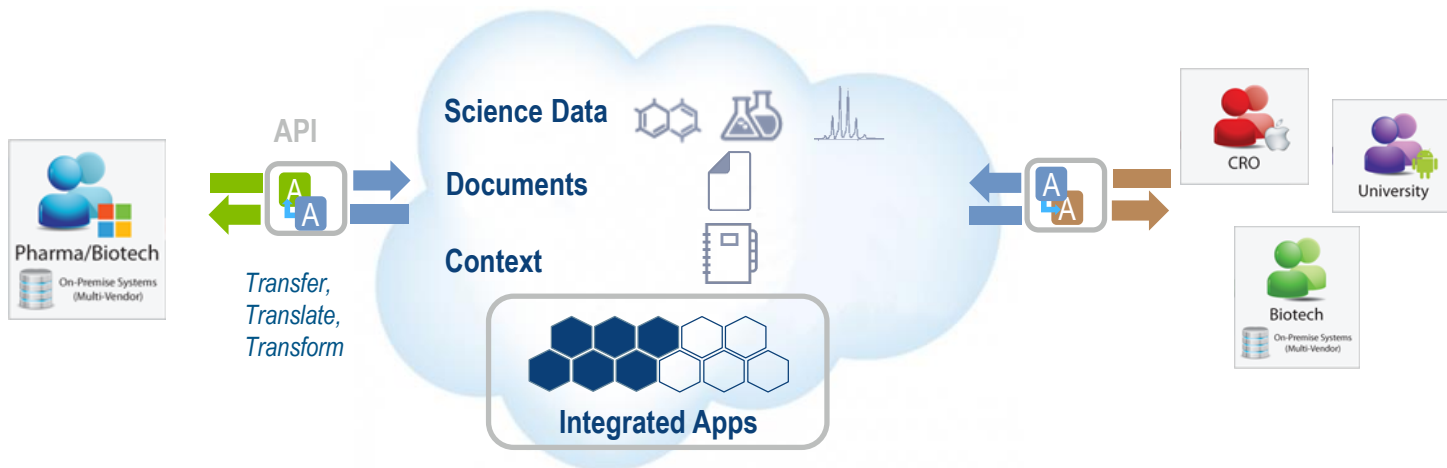 Pharma/Biotech
On-Premise Systems
(Multi-Vendor)
API
A
A
Transfer,
Translate,
Transform
Science Data
Documents
Context
Integrated Apps
A
A
CRO
University
Biotech
On-Premise Systems
(Multi-Vendor)